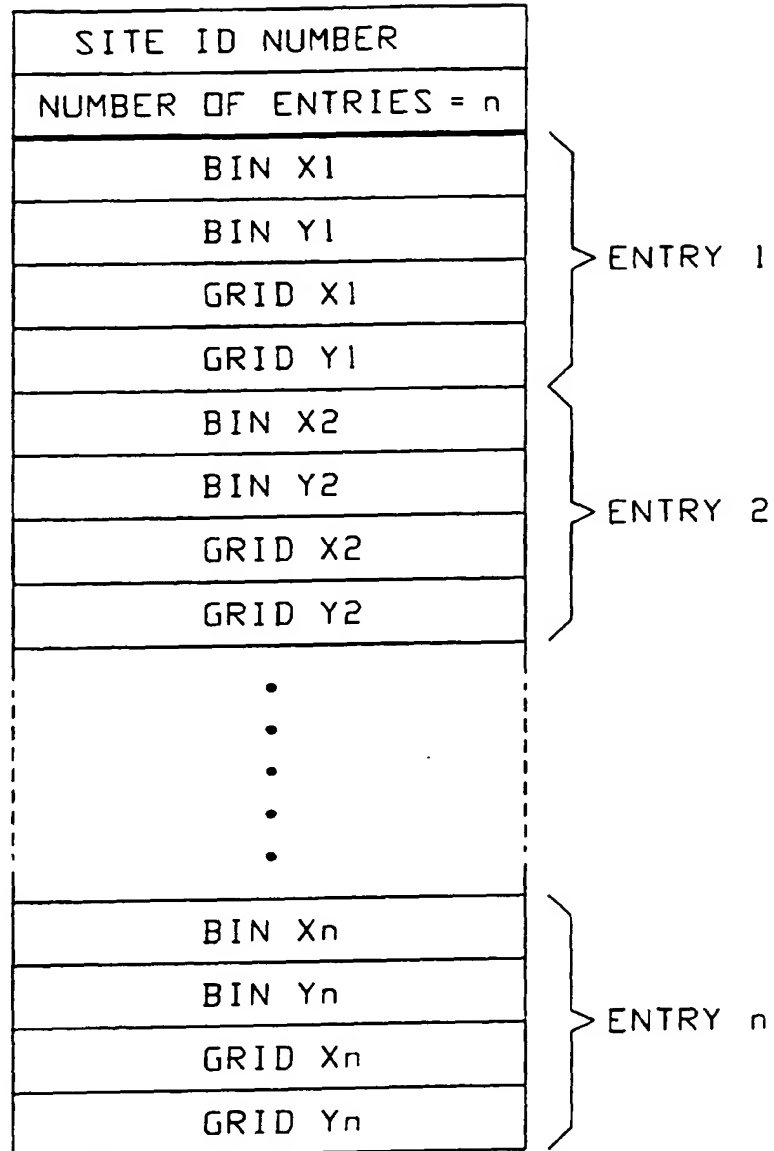 SITE ID NUMBER
NUMBER OF ENTRIES = n
BIN X1
BIN Y1
GRID X1
GRID Y1
ENTRY 1
BIN X2
BIN Y2
GRID X2
GRID Y2
ENTRY 2
BIN Xn
BIN Yn
GRID Xn
GRID Yn
ENTRY n